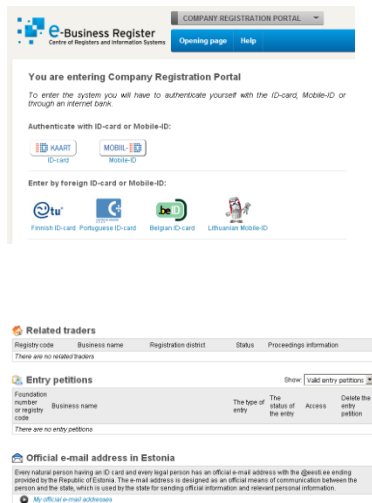 COMPANY REGISTRATION PORTAL
e-Business Register
Centre of Registers and Information Systems
Opening page Help
You are entering Company Registration Portal
To enter the system you will have to authenticate yourself with the ID-card, Mobile-ID or
through an internet bank.
Authenticate with ID-card or Mobile-ID:
KAART MOBIIL-
ID-card Mobile-ID
Enter by foreign ID-card or Mobile-ID:
Finnish ID-card Portuguese ID-card Belgian ID-card Lithuanian Mobile-ID
Related traders
Registry code Business name Registration district Status Proceedings information
There are no related traders
Entry petitions Show: Valid entry petitions
Foundation
number
or registry
code
Business name
The type of
entry
The
status of
the entry
Access
Delete the
entry
petition
There are no entry petitions
Official e-mail address in Estonia
Every natural person having an ID card and every legal person has an official e-mail address with the @eesti.ee ending
provided by the Republic of Estonia. The e-mail address is designed as an official means of communication between the
person and the state, which is used by the state for sending official information and relevant personal information.
My official e-mail addresses